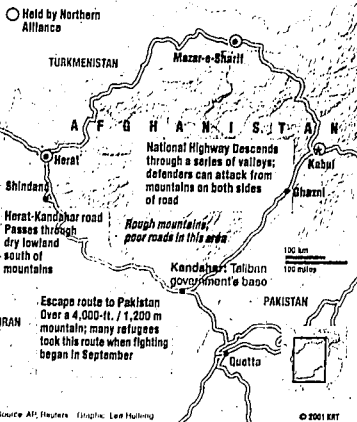 Held by Northern
Alliance
TURKMENISTAN
Mazar-e-Sharif
AFGHANISTAN
Herat
National Highway Descends
through a series of valleys;
defenders can attack from
mountains on both sides
of road
Kabul
Ghazni
Shindand
Herat-Kandahar road
Passes through
dry lowland
south of
mountains
Rough mountains;
poor roads in this area
100 km
100 miles
Kandahar: Taliban
government's base
PAKISTAN
IRAN
Escape route to Pakistan
Over a 4,000-ft. / 1,200 m
mountain; many refugees
took this route when fighting
began in September
Quetta
Source: AP, Reuters Graphic: Lee Hulteng
© 2001 KRT